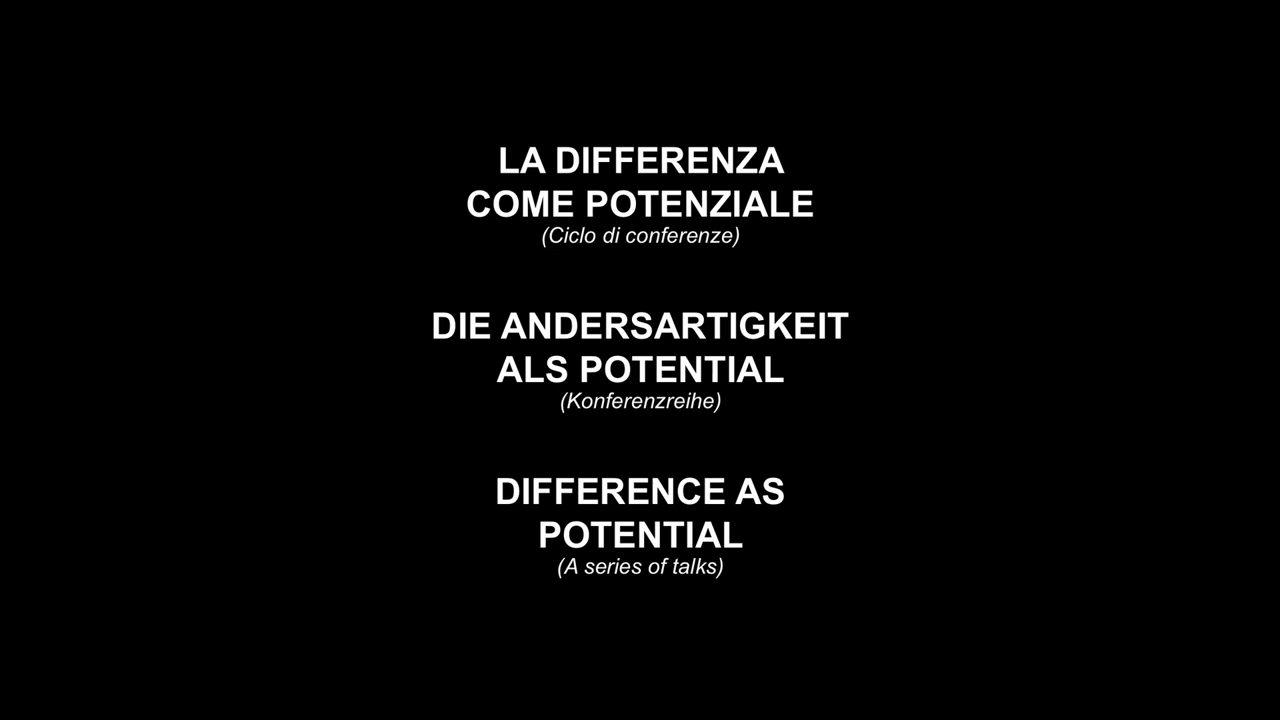 LA DIFFERENZA
COME POTENZIALE
(Ciclo di conferenze)
DIE ANDERSARTIGKEIT
ALS POTENTIAL
(Konferenzreihe)
DIFFERENCE AS
POTENTIAL
(A series of talks)